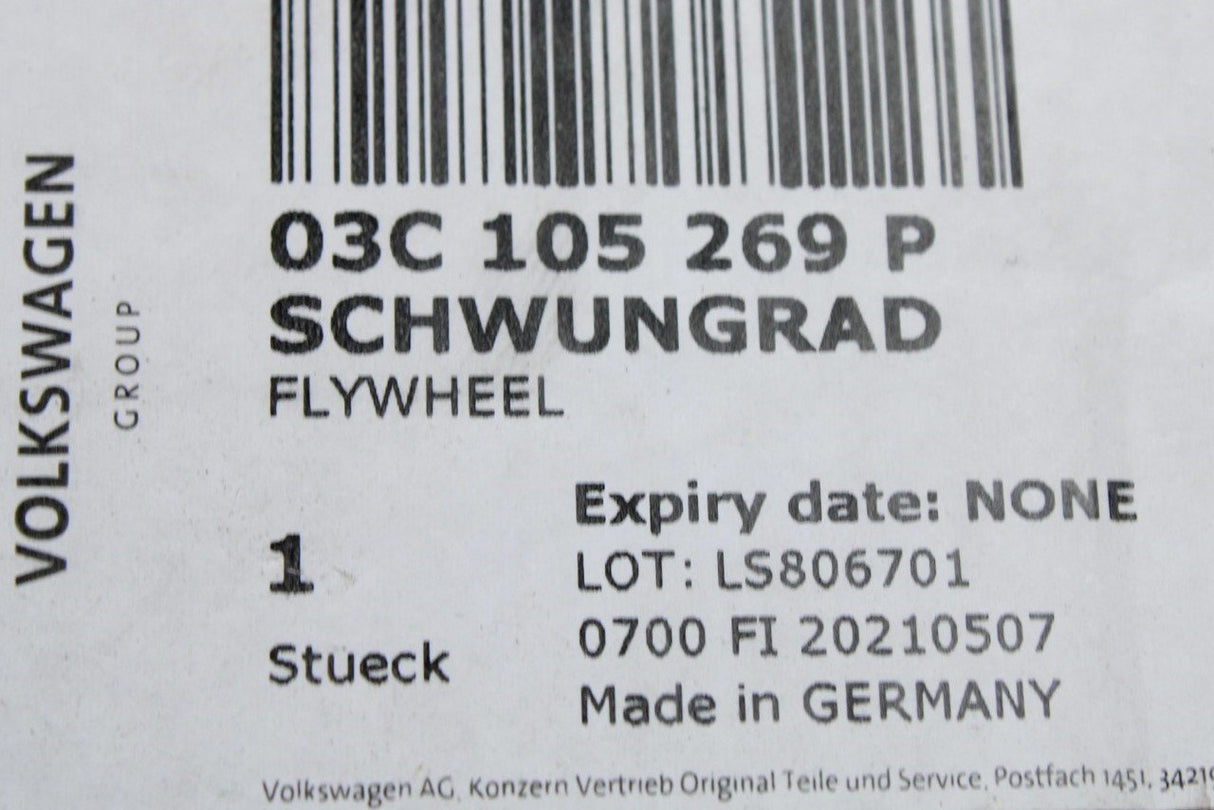 VOLKSWAGEN
GROUP
03C 105 269 P
SCHWUNGRAD
FLYWHEEL
1
Stueck
Expiry date: NONE
LOT: LS806701
0700 FI 20210507
Made in GERMANY
Volkswagen AG, Konzern Vertrieb Original Teile und Service, Postfach 1451,